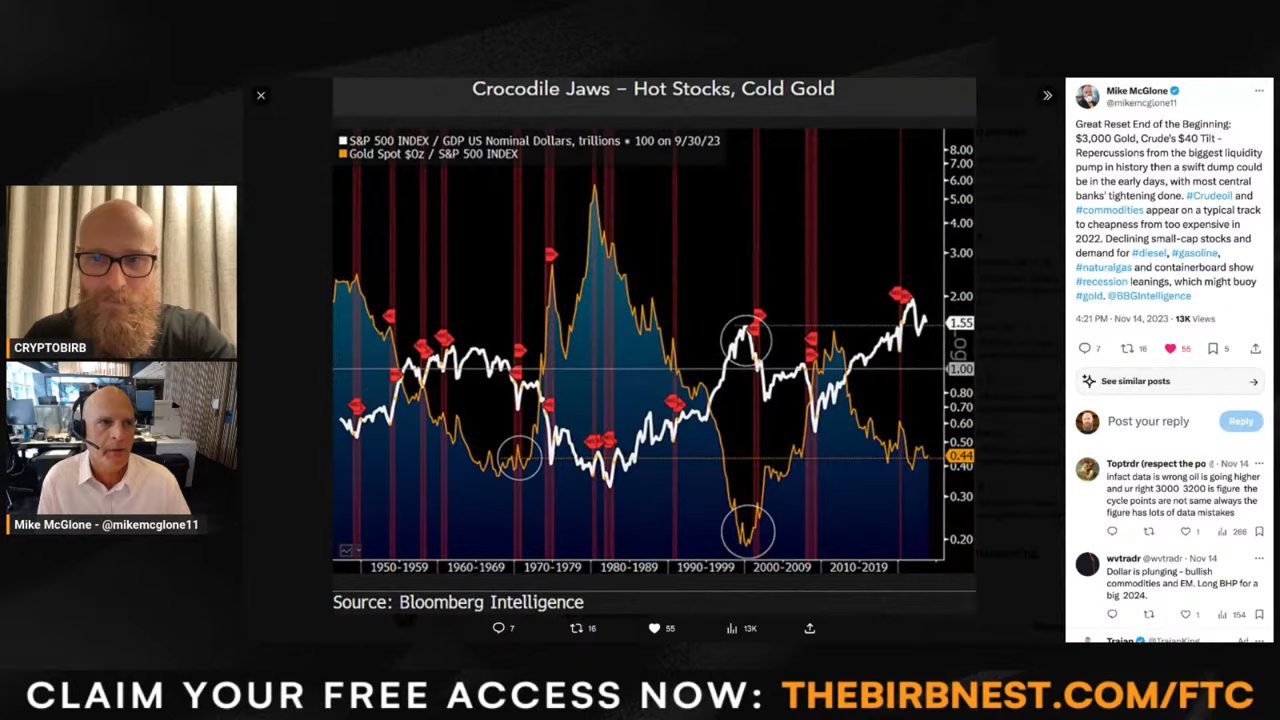 Crocodile Jaws – Hot Stocks, Cold Gold
S&P 500 INDEX / GDP US Nominal Dollars, trillions * 100 on 9/30/23
Gold Spot $0z / S&P 500 INDEX
8.00
7.00
6.00
5.00
4.00
3.00
2.00
1.55
1.00
0.80
0.70
0.60
0.50
0.44
0.40
0.30
0.20
1950-1959
1960-1969
1970-1979
1980-1989
1990-1999
2000-2009
2010-2019
Source: Bloomberg Intelligence
7
16
55
13K
CRYPTOBIRB
Mike McGlone - @mikemcglone11
Mike McGlone
@mikemcglone11
Great Reset End of the Beginning:
$3,000 Gold, Crude's $40 Tilt -
Repercussions from the biggest liquidity
pump in history then a swift dump could
be in the early days, with most central
banks' tightening done. #Crudeoil and
#commodities appear on a typical track
to cheapness from too expensive in
2022. Declining small-cap stocks and
demand for #diesel, #gasoline,
#naturalgas and containerboard show
#recession leanings, which might buoy
#gold. @BBGIntelligence
4:21 PM · Nov 14, 2023 · 13K Views
7
16
55
5
See similar posts
Post your reply
Reply
Toptrdr (respect the po
Nov 14
infact data is wrong oil is going higher
and ur right 3000 3200 is figure the
cycle points are not same always the
figure has lots of data mistakes
1
266
wvtradr @wvtradr · Nov 14
Dollar is plunging - bullish
commodities and EM. Long BHP for a
big 2024.
1
154
Trajan @TrajanKing
Ad
CLAIM YOUR FREE ACCESS NOW: THEBIRBNEST.COM/FTC